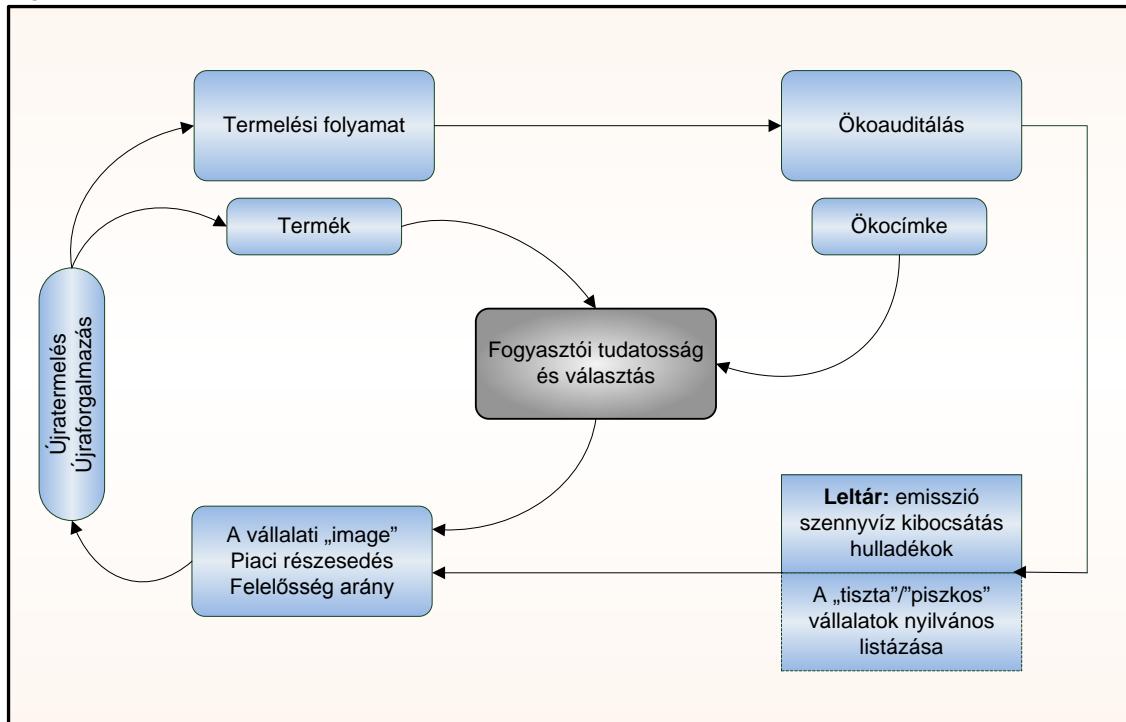 Termelési folyamat
Ökoauditálás
Termék
Ökocímke
Fogyasztói tudatosság
és választás
Újratermelés
Újraforgalmazás
Leltár: emisszió
szennyvíz kibocsátás
hulladékok
A vállalati „image”
Piaci részesedés
Felelősség arány
A „tiszta”/”piszkos”
vállalatok nyilvános
listázása